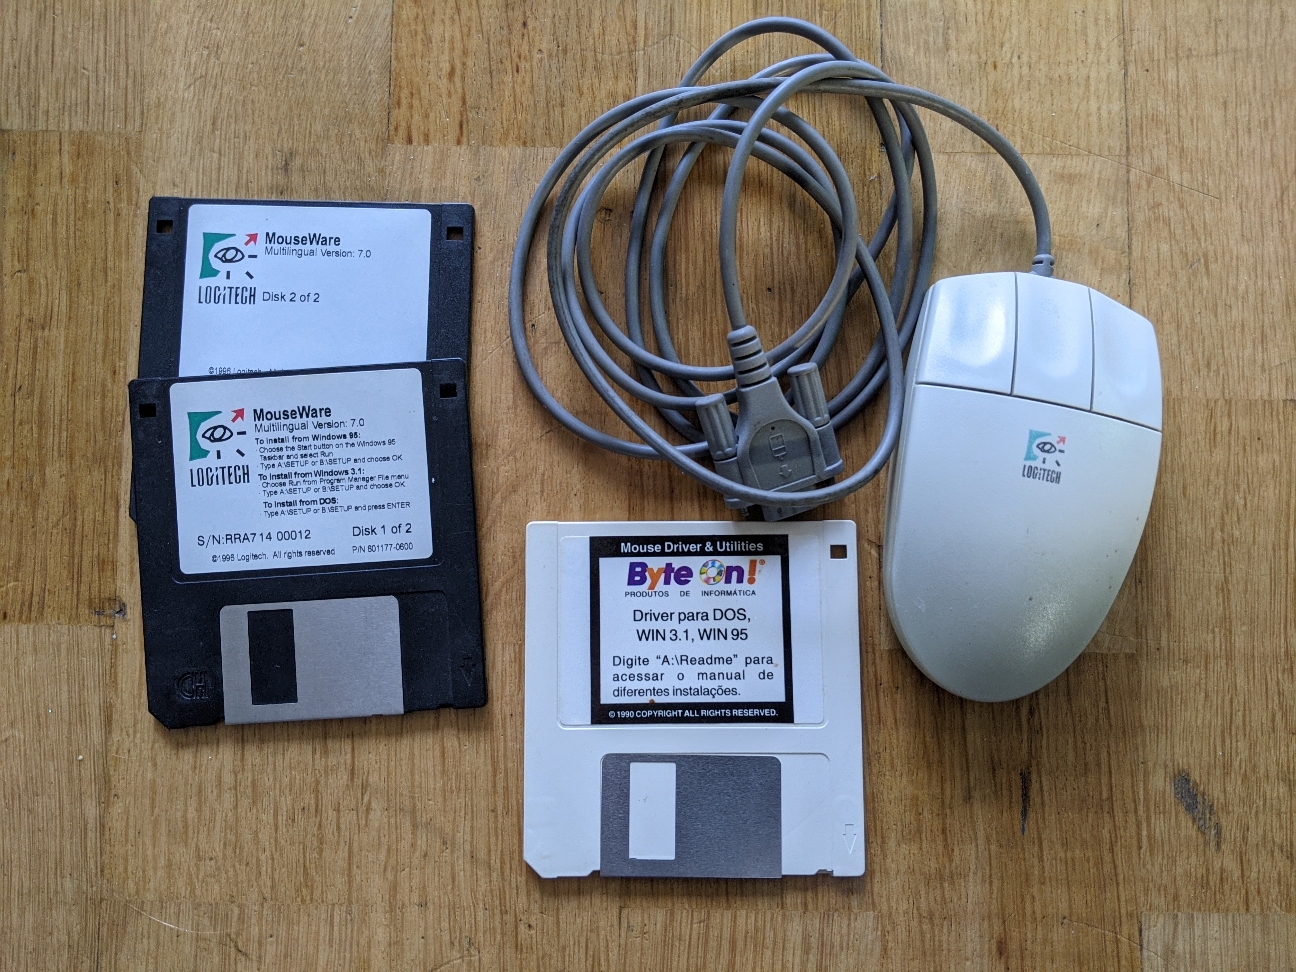 MouseWare
Multilingual Version: 7.0
LOGITECH
Disk 2 of 2
©1996 Logitech.
MouseWare
Multilingual Version: 7.0
To install from Windows 95:
Choose the Start button on the Windows 95
Taskbar and select Run
Type A:\SETUP or B:\SETUP and choose OK
To install from Windows 3.1:
Choose Run from Program Manager File menu
Type A:\SETUP or B:\SETUP and choose OK
To install from DOS:
Type A:\SETUP or B:\SETUP and press ENTER
LOGITECH
S/N:RRA714 00012
Disk 1 of 2
©1996 Logitech. All rights reserved
P/N 601177-0600
LOGITECH
Mouse Driver & Utilities
Byte On!®
PRODUTOS DE INFORMÁTICA
Driver para DOS,
WIN 3.1, WIN 95
Digite "A:\Readme" para
acessar o manual de
diferentes instalações.
© 1990 COPYRIGHT ALL RIGHTS RESERVED.